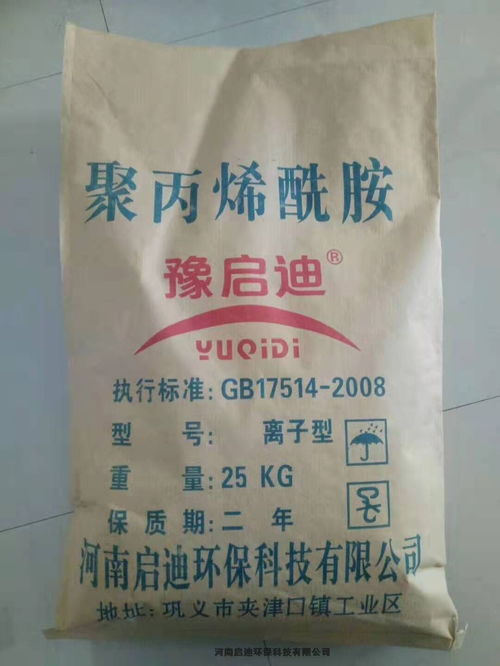 聚丙烯酰胺
豫启迪®
YUQiDi
执行标准:GB17514-2008
型 号: 离子型
重 量:25 KG
保质期:二 年
河南启迪环保科技有限公司
地址:巩义市夹津口镇工业区
河南启迪环保科技有限公司